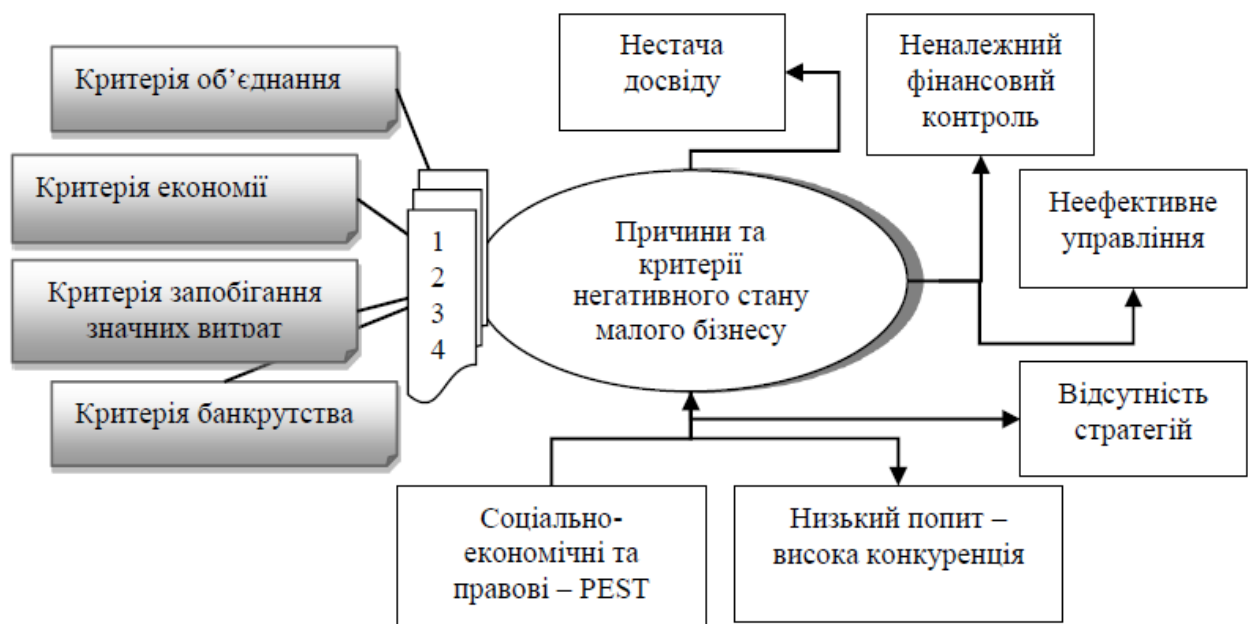 Критерія об’єднання
Критерія економії
Критерія запобігання
значних витрат
Критерія банкрутства
1
2
3
4
Причини та
критерії
негативного стану
малого бізнесу
Нестача
досвіду
Неналежний
фінансовий
контроль
Неефективне
управління
Відсутність
стратегій
Соціально-
економічні та
правові – PEST
Низький попит –
висока конкуренція